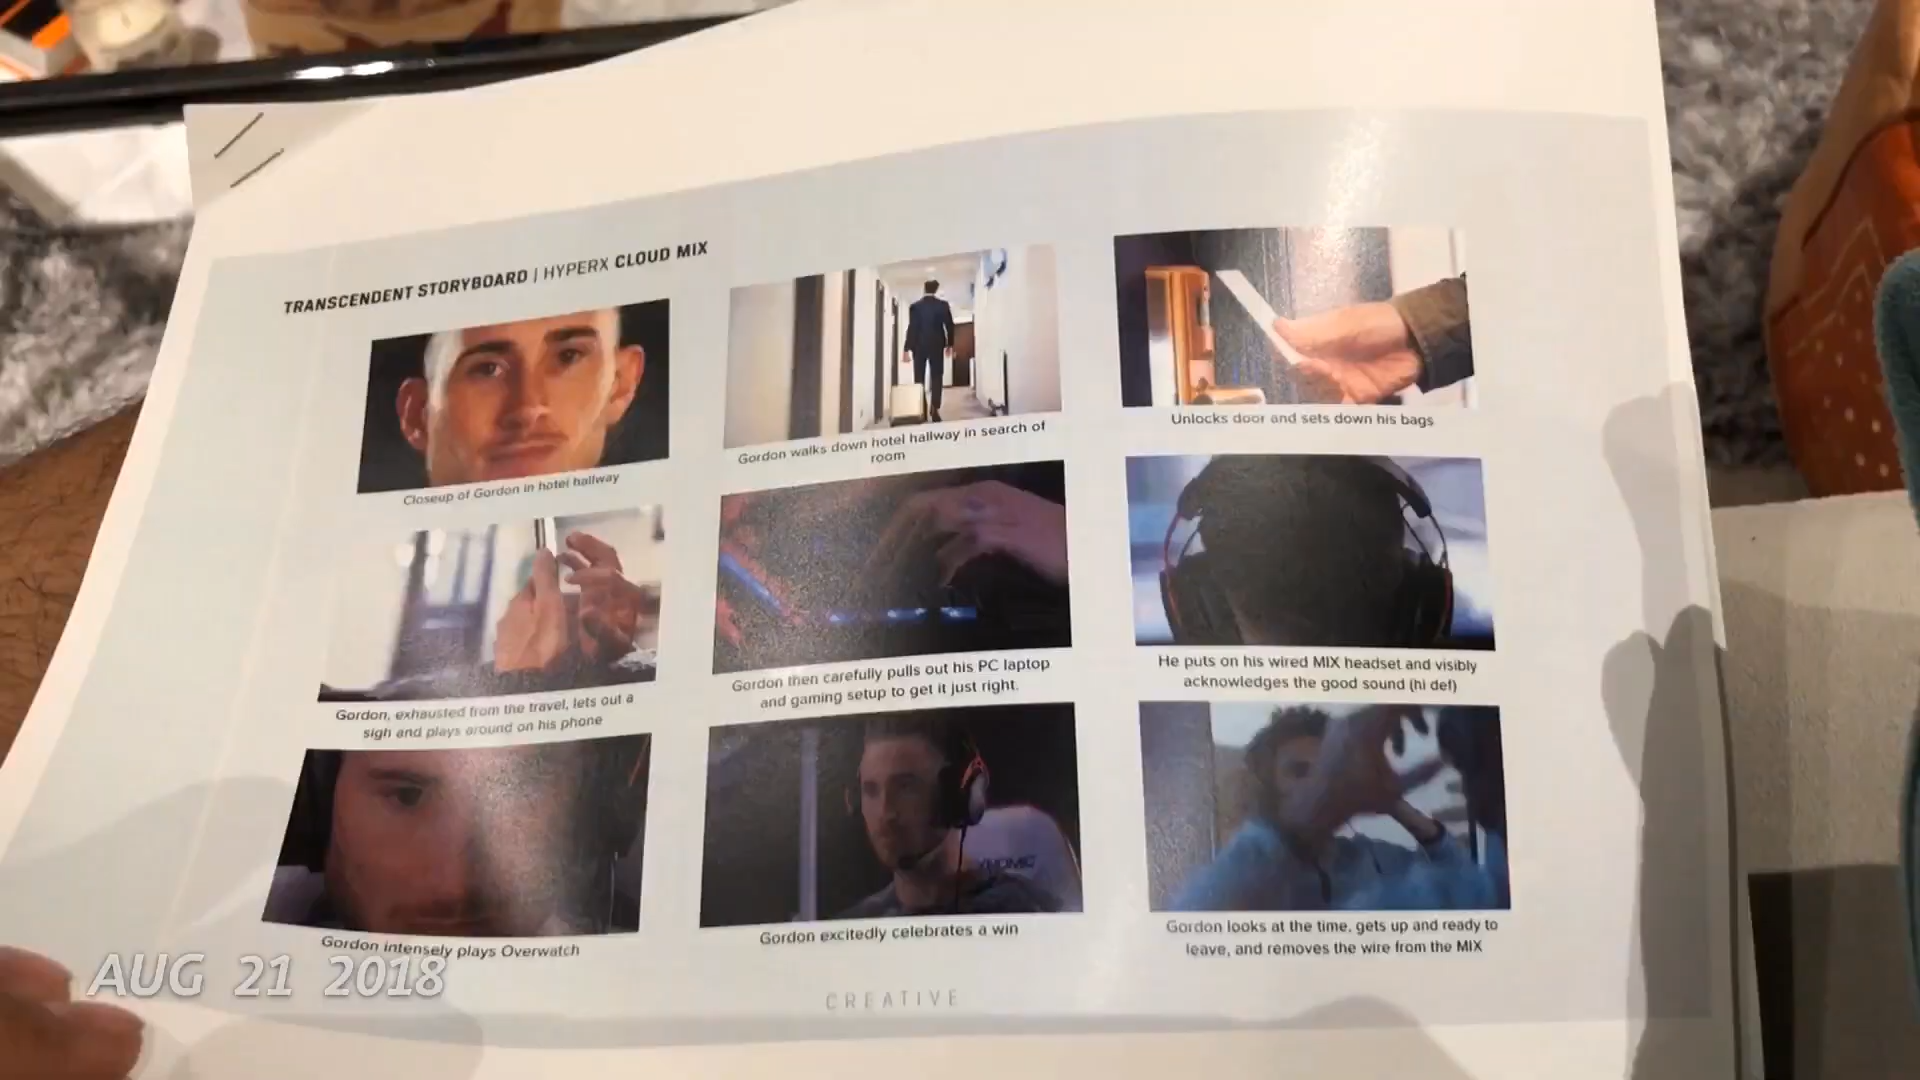 TRANSCENDENT STORYBOARD | HYPERX CLOUD MIX
Closeup of Gordon in hotel hallway
Gordon walks down hotel hallway in search of
room
Unlocks door and sets down his bags
Gordon, exhausted from the travel, lets out a
sigh and plays around on his phone
Gordon then carefully pulls out his PC laptop
and gaming setup to get it just right.
He puts on his wired MIX headset and visibly
acknowledges the good sound (hi def)
Gordon intensely plays Overwatch
Gordon excitedly celebrates a win
Gordon looks at the time, gets up and ready to
leave, and removes the wire from the MIX
AUG 21 2018
CREATIVE